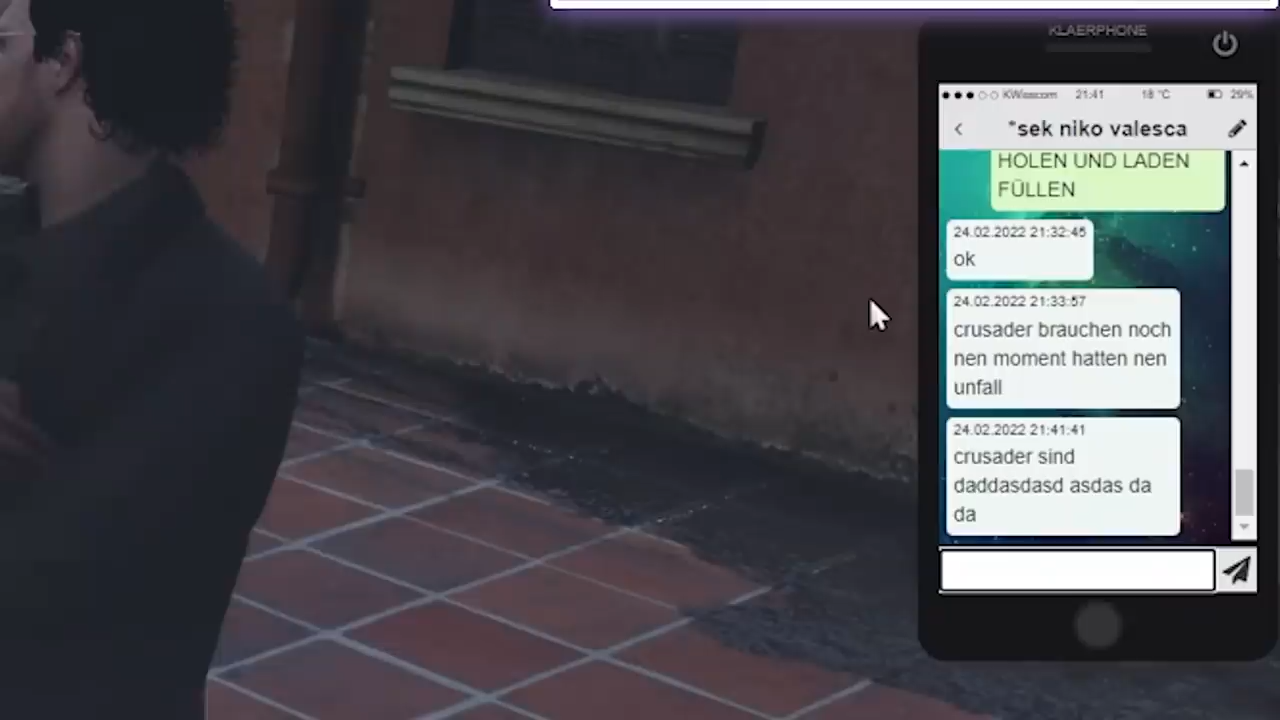 KLAERPHONE
KWeecom 21:41 18 °C 29%
*sek niko valesca
HOLEN UND LADEN
FÜLLEN
24.02.2022 21:32:45
ok
24.02.2022 21:33:57
crusader brauchen noch
nen moment hatten nen
unfall
24.02.2022 21:41:41
crusader sind
daddasdasd asdas da
da